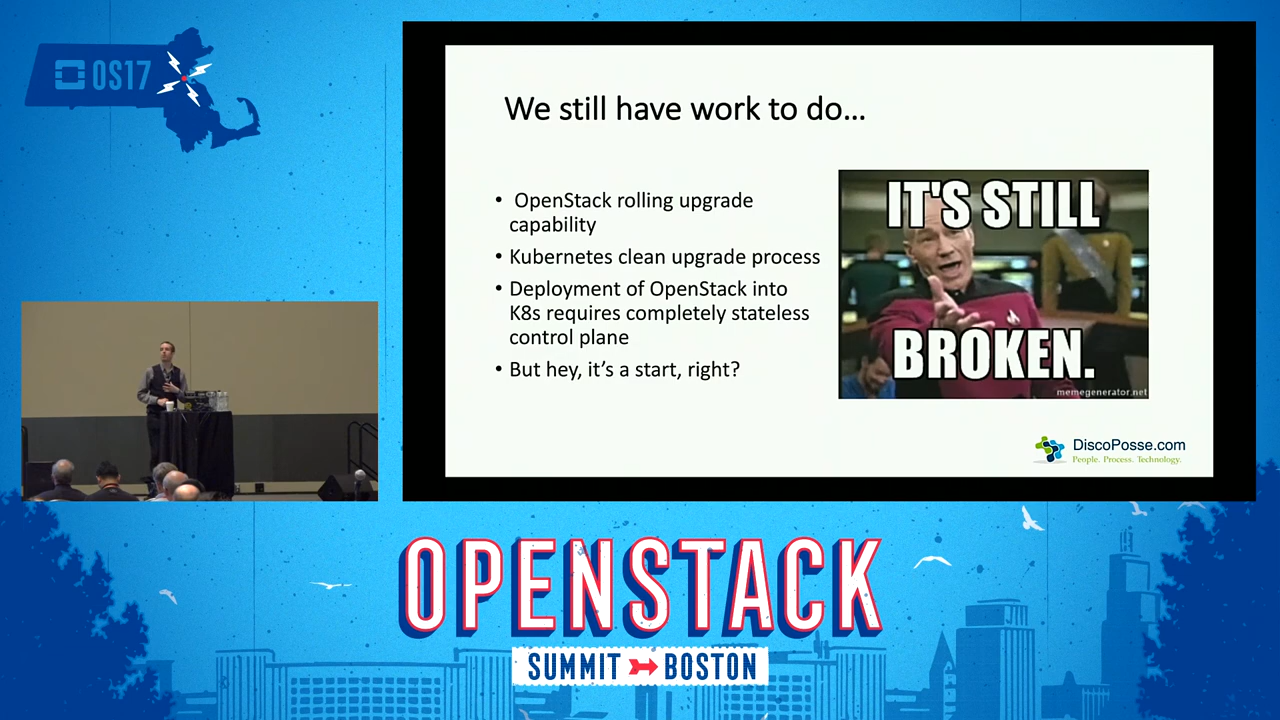 OS17
We still have work to do…
• OpenStack rolling upgrade
capability
• Kubernetes clean upgrade process
• Deployment of OpenStack into
K8s requires completely stateless
control plane
• But hey, it’s a start, right?
IT'S STILL
BROKEN.
memegenerator.net
DiscoPosse.com
People. Process. Technology.
OPENSTACK
SUMMIT BOSTON